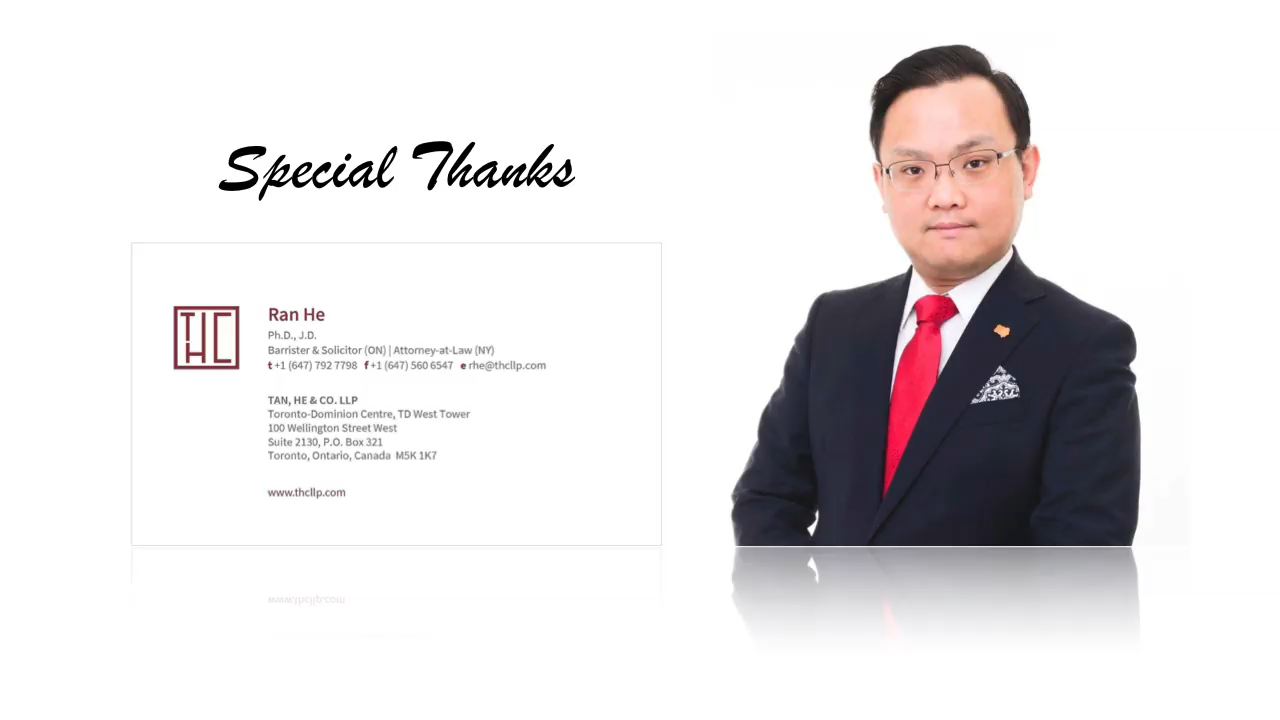 Special Thanks
THC
Ran He
Ph.D., J.D.
Barrister & Solicitor (ON) | Attorney-at-Law (NY)
t +1 (647) 792 7798 f +1 (647) 560 6547 e rhe@thcllp.com
TAN, HE & CO. LLP
Toronto-Dominion Centre, TD West Tower
100 Wellington Street West
Suite 2130, P.O. Box 321
Toronto, Ontario, Canada M5K 1K7
www.thcllp.com